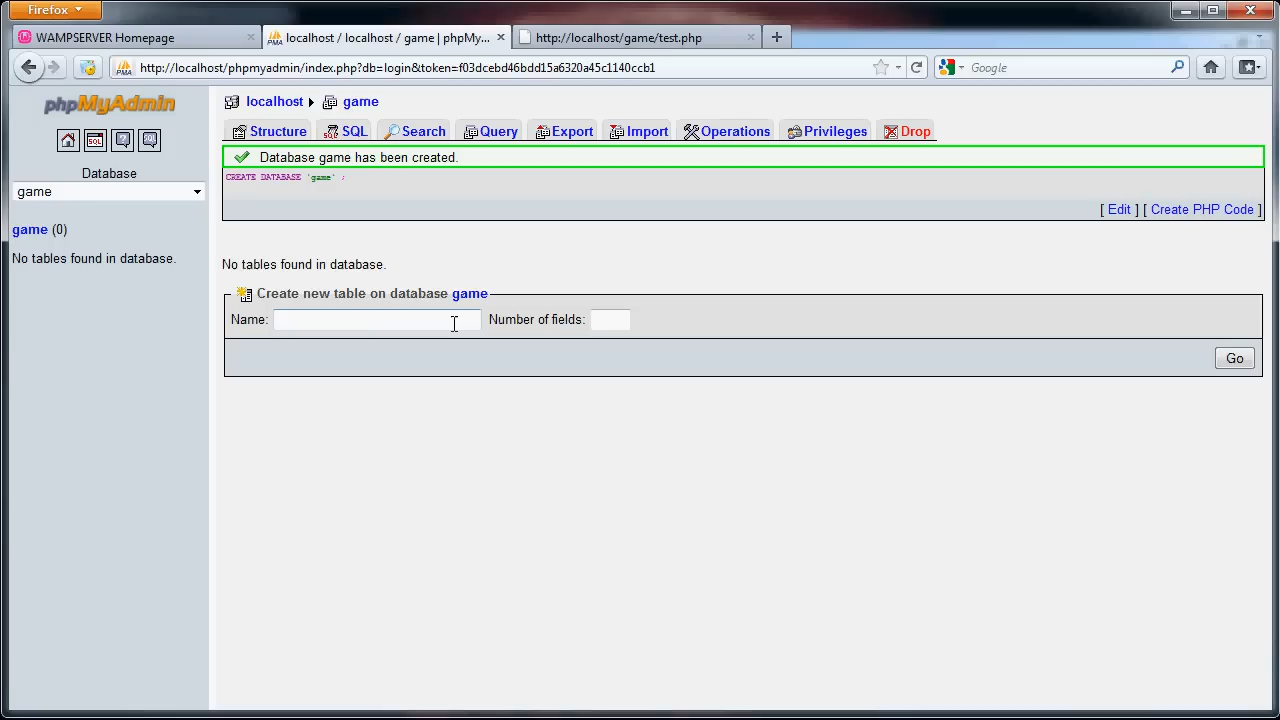 Firefox
WAMPSERVER Homepage
localhost / localhost / game | phpMy...
http://localhost/game/test.php
http://localhost/phpmyadmin/index.php?db=login&token=f03dcebd46bdd15a6320a45c1140ccb1
Google
phpMyAdmin
localhost
game
Structure
SQL
Search
Query
Export
Import
Operations
Privileges
Drop
Database
game
game (0)
No tables found in database.
Database game has been created.
CREATE DATABASE 'game' ;
[ Edit ] [ Create PHP Code ]
No tables found in database.
Create new table on database game
Name:
Number of fields:
Go